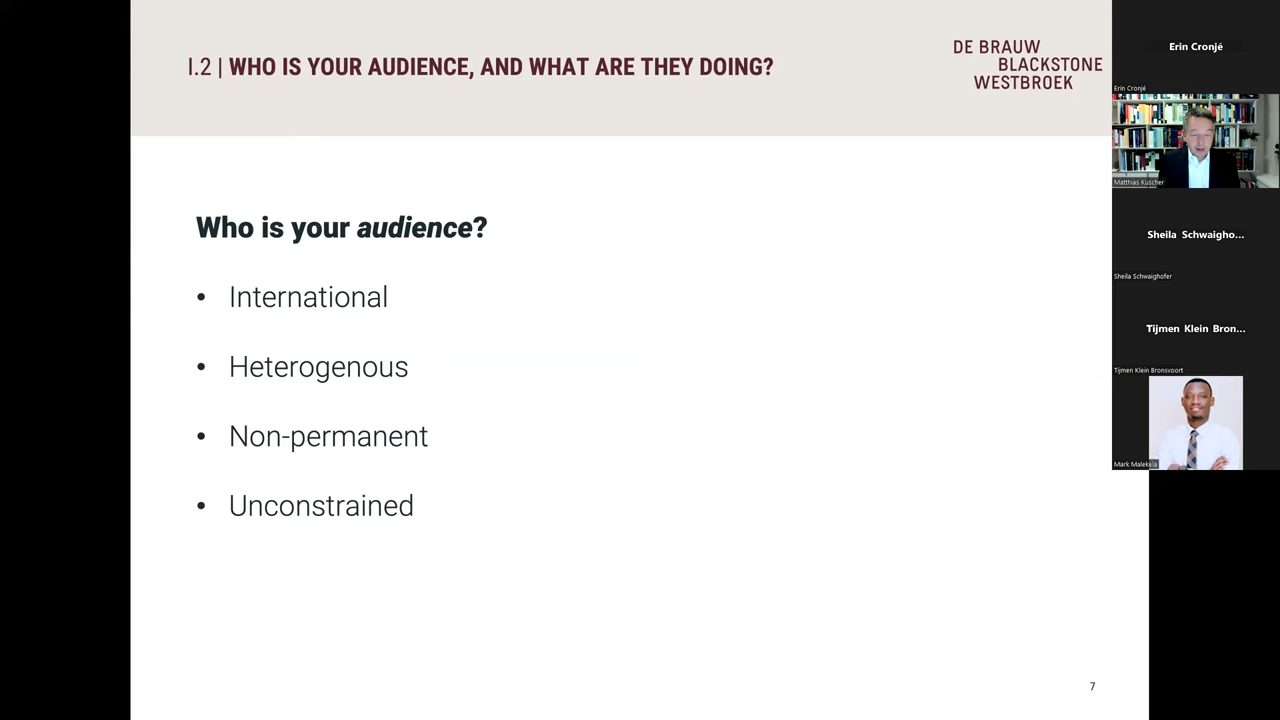 I.2 | WHO IS YOUR AUDIENCE, AND WHAT ARE THEY DOING?
DE BRAUW
BLACKSTONE
WESTBROEK
Who is your audience?
• International
• Heterogenous
• Non-permanent
• Unconstrained
7
Erin Cronjé
Erin Cronjé
Matthias Kuscher
Sheila Schwaigho...
Sheila Schwaighofer
Tijmen Klein Bron...
Tijmen Klein Bronsvoort
Mark Malekela